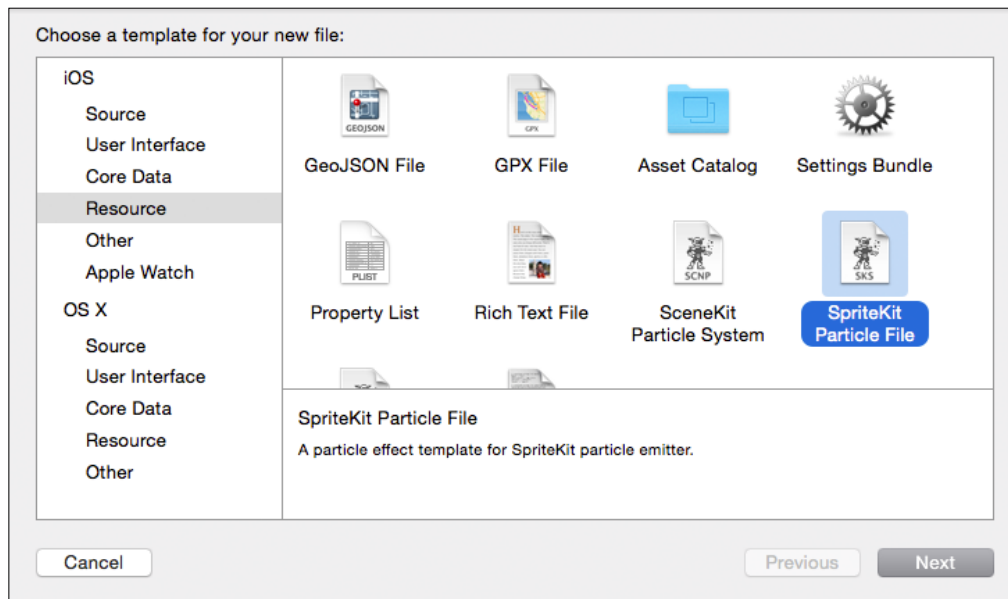 Choose a template for your new file:
iOS
Source
User Interface
Core Data
Resource
Other
Apple Watch
OS X
Source
User Interface
Core Data
Resource
Other
GEOJSON
GPX
GeoJSON File
GPX File
Asset Catalog
Settings Bundle
PLIST
SCNP
SKS
Property List
Rich Text File
SceneKit
Particle System
SpriteKit
Particle File
SpriteKit Particle File
A particle effect template for SpriteKit particle emitter.
Cancel
Previous
Next